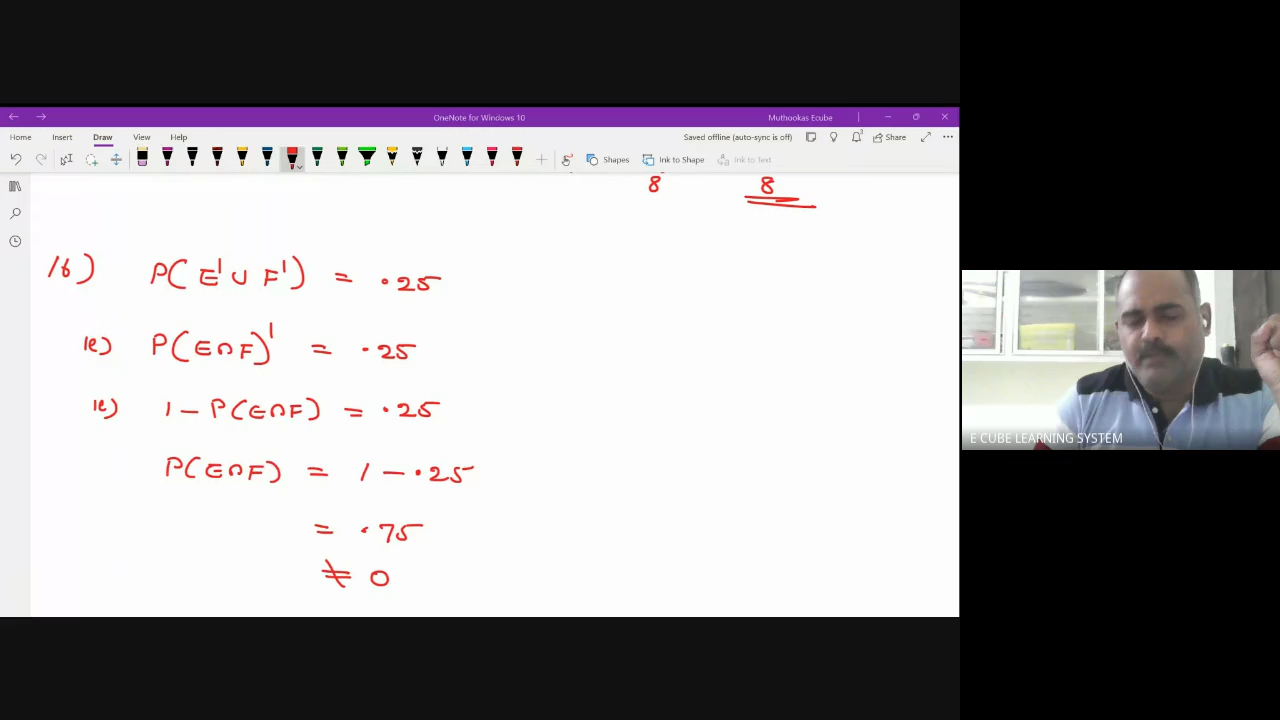 OneNote for Windows 10
Muthookas Ecube
Home Insert Draw View Help
Saved offline (auto-sync is off)
Share
Shapes
Ink to Shape
Ink to Text
8 8
16) P(E' ∪ F') = .25
ie) P(E∩F)' = .25
ie) 1 - P(E∩F) = .25
P(E∩F) = 1 - .25
= .75
≠ 0
E CUBE LEARNING SYSTEM